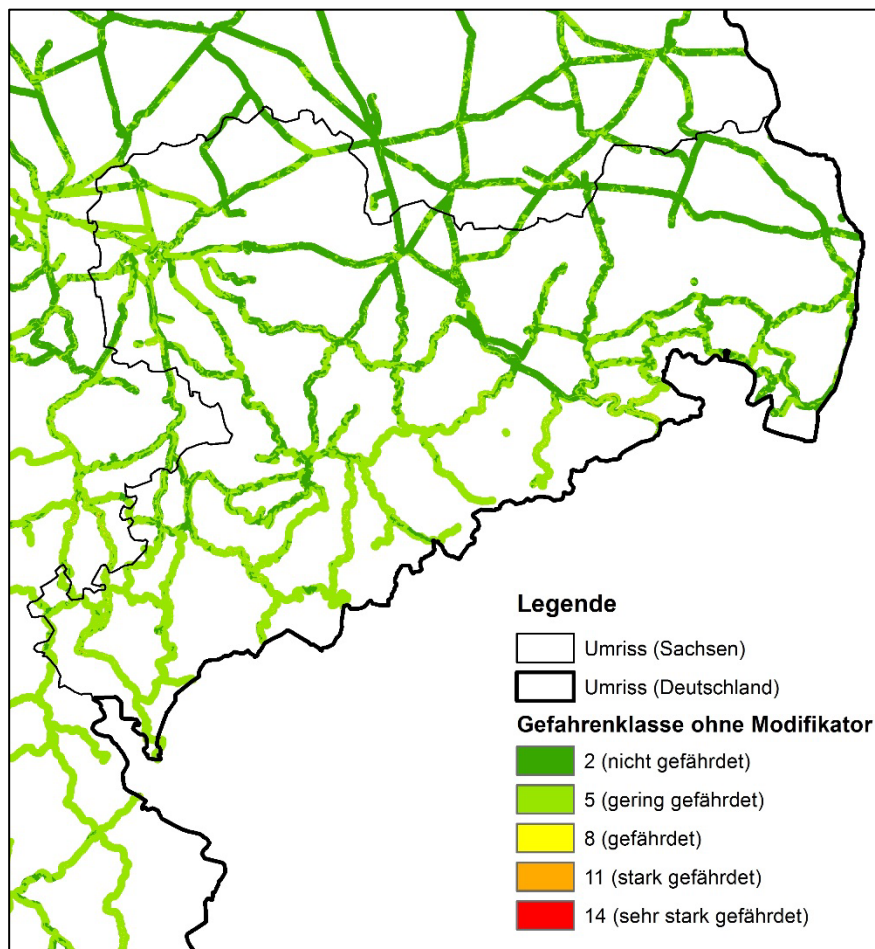 Legende
Umriss (Sachsen)
Umriss (Deutschland)
Gefahrenklasse ohne Modifikator
2 (nicht gefährdet)
5 (gering gefährdet)
8 (gefährdet)
11 (stark gefährdet)
14 (sehr stark gefährdet)